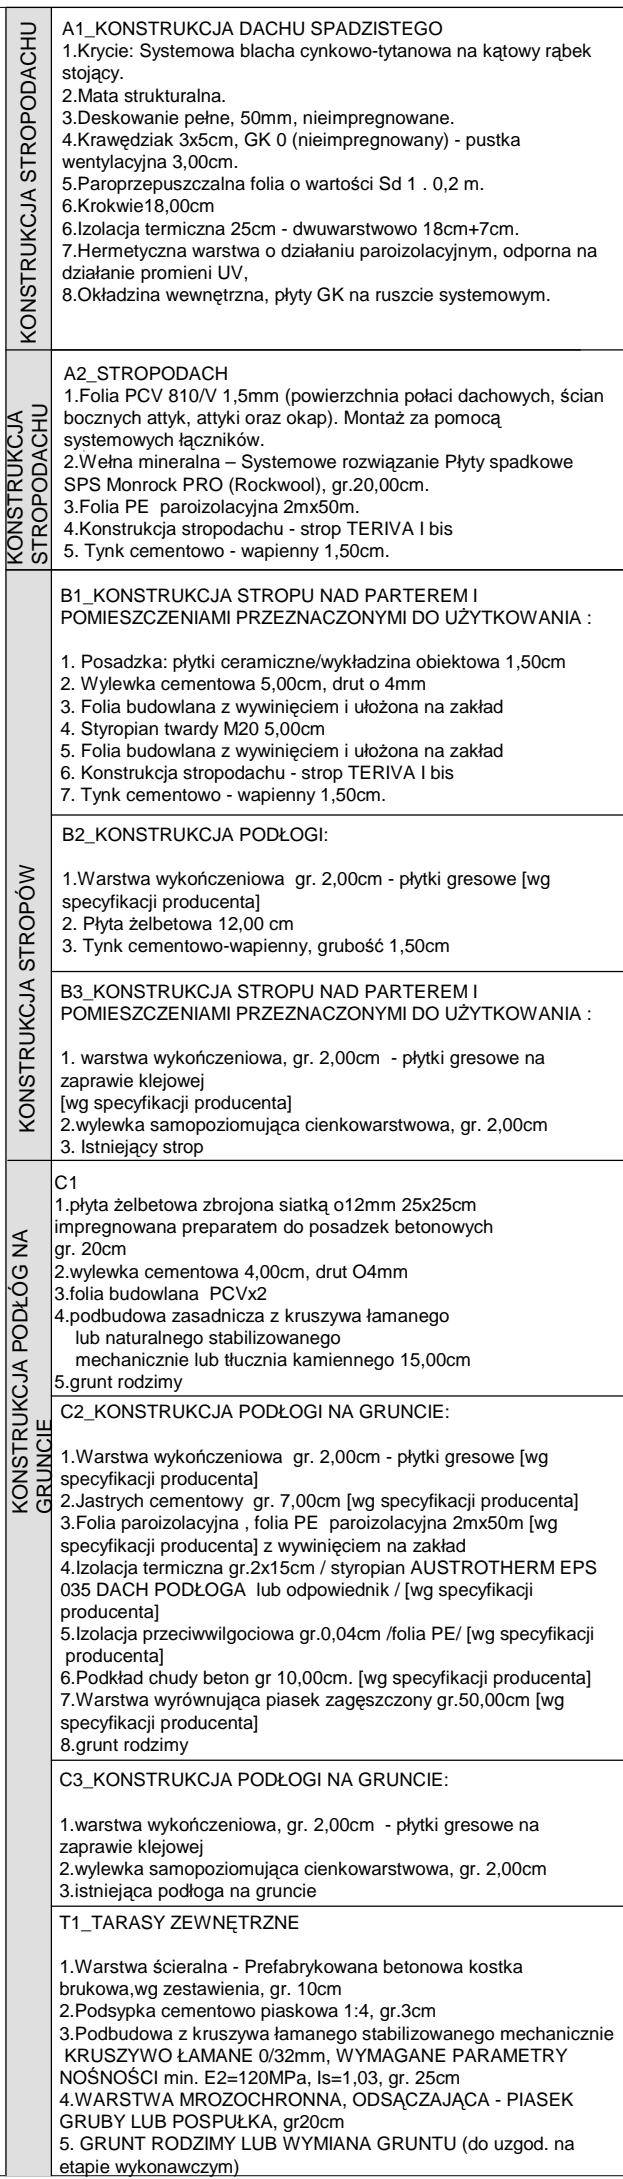 KONSTRUKCJA STROPODACHU
A1_KONSTRUKCJA DACHU SPADZISTEGO
1.Krycie: Systemowa blacha cynkowo-tytanowa na kątowy rąbek
stojący.
2.Mata strukturalna.
3.Deskowanie pełne, 50mm, nieimpregnowane.
4.Krawędziak 3x5cm, GK 0 (nieimpregnowany) - pustka
wentylacyjna 3,00cm.
5.Paroprzepuszczalna folia o wartości Sd 1 . 0,2 m.
6.Krokwie18,00cm
6.Izolacja termiczna 25cm - dwuwarstwowo 18cm+7cm.
7.Hermetyczna warstwa o działaniu paroizolacyjnym, odporna na
działanie promieni UV,
8.Okładzina wewnętrzna, płyty GK na ruszcie systemowym.
KONSTRUKCJA
STROPODACHU
A2_STROPODACH
1.Folia PCV 810/V 1,5mm (powierzchnia połaci dachowych, ścian
bocznych attyk, attyki oraz okap). Montaż za pomocą
systemowych łączników.
2.Wełna mineralna – Systemowe rozwiązanie Płyty spadkowe
SPS Monrock PRO (Rockwool), gr.20,00cm.
3.Folia PE  paroizolacyjna 2mx50m.
4.Konstrukcja stropodachu - strop TERIVA I bis
5. Tynk cementowo - wapienny 1,50cm.
KONSTRUKCJA STROPÓW
B1_KONSTRUKCJA STROPU NAD PARTEREM I
POMIESZCZENIAMI PRZEZNACZONYMI DO UŻYTKOWANIA :
1. Posadzka: płytki ceramiczne/wykładzina obiektowa 1,50cm
2. Wylewka cementowa 5,00cm, drut o 4mm
3. Folia budowlana z wywinięciem i ułożona na zakład
4. Styropian twardy M20 5,00cm
5. Folia budowlana z wywinięciem i ułożona na zakład
6. Konstrukcja stropodachu - strop TERIVA I bis
7. Tynk cementowo - wapienny 1,50cm.
B2_KONSTRUKCJA PODŁOGI:
1.Warstwa wykończeniowa  gr. 2,00cm - płytki gresowe [wg
specyfikacji producenta]
2. Płyta żelbetowa 12,00 cm
3. Tynk cementowo-wapienny, grubość 1,50cm
B3_KONSTRUKCJA STROPU NAD PARTEREM I
POMIESZCZENIAMI PRZEZNACZONYMI DO UŻYTKOWANIA :
1. warstwa wykończeniowa, gr. 2,00cm  - płytki gresowe na
zaprawie klejowej
[wg specyfikacji producenta]
2.wylewka samopoziomująca cienkowarstwowa, gr. 2,00cm
3. Istniejący strop
KONSTRUKCJA PODŁÓG NA
GRUNCIE
C1
1.płyta żelbetowa zbrojona siatką o12mm 25x25cm
impregnowana preparatem do posadzek betonowych
gr. 20cm
2.wylewka cementowa 4,00cm, drut O4mm
3.folia budowlana  PCVx2
4.podbudowa zasadnicza z kruszywa łamanego
lub naturalnego stabilizowanego
mechanicznie lub tłucznia kamiennego 15,00cm
5.grunt rodzimy
C2_KONSTRUKCJA PODŁOGI NA GRUNCIE:
1.Warstwa wykończeniowa  gr. 2,00cm - płytki gresowe [wg
specyfikacji producenta]
2.Jastrych cementowy  gr. 7,00cm [wg specyfikacji producenta]
3.Folia paroizolacyjna , folia PE  paroizolacyjna 2mx50m [wg
specyfikacji producenta] z wywinięciem na zakład
4.Izolacja termiczna gr.2x15cm / styropian AUSTROTHERM EPS
035 DACH PODŁOGA  lub odpowiednik / [wg specyfikacji
producenta]
5.Izolacja przeciwwilgociowa gr.0,04cm /folia PE/ [wg specyfikacji
producenta]
6.Podkład chudy beton gr 10,00cm. [wg specyfikacji producenta]
7.Warstwa wyrównująca piasek zagęszczony gr.50,00cm [wg
specyfikacji producenta]
8.grunt rodzimy
C3_KONSTRUKCJA PODŁOGI NA GRUNCIE:
1.warstwa wykończeniowa, gr. 2,00cm  - płytki gresowe na
zaprawie klejowej
2.wylewka samopoziomująca cienkowarstwowa, gr. 2,00cm
3.istniejąca podłoga na gruncie
T1_TARASY ZEWNĘTRZNE
1.Warstwa ścieralna - Prefabrykowana betonowa kostka
brukowa,wg zestawienia, gr. 10cm
2.Podsypka cementowo piaskowa 1:4, gr.3cm
3.Podbudowa z kruszywa łamanego stabilizowanego mechanicznie
KRUSZYWO ŁAMANE 0/32mm, WYMAGANE PARAMETRY
NOŚNOŚCI min. E2=120MPa, Is=1,03, gr. 25cm
4.WARSTWA MROZOCHRONNA, ODSĄCZAJĄCA - PIASEK
GRUBY LUB POSPUŁKA, gr20cm
5. GRUNT RODZIMY LUB WYMIANA GRUNTU (do uzgod. na
etapie wykonawczym)